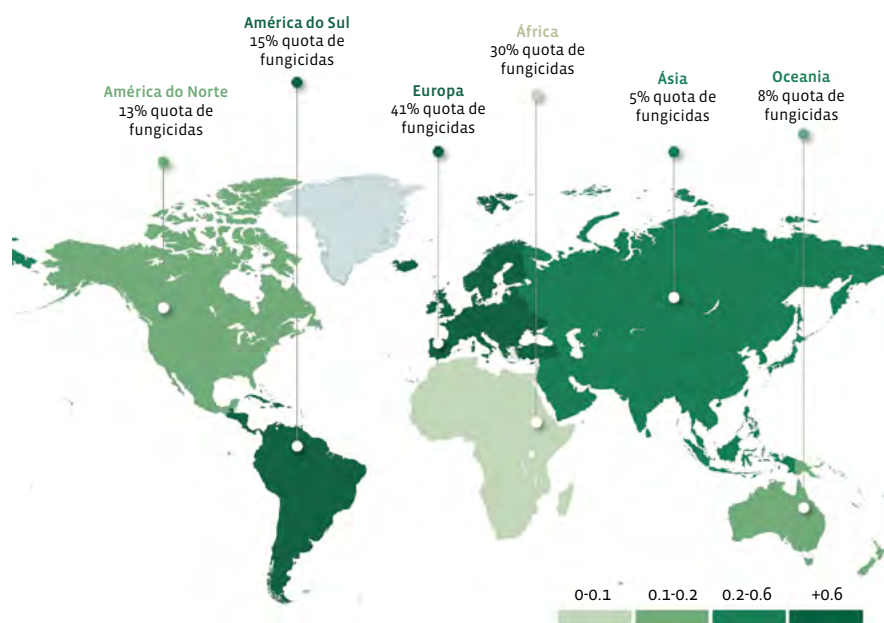 América do Sul
15% quota de
fungicidas
América do Norte
13% quota de
fungicidas
Europa
41% quota de
fungicidas
África
30% quota de
fungicidas
Ásia
5% quota de
fungicidas
Oceania
8% quota de
fungicidas
0-0.1
0.1-0.2
0.2-0.6
+0.6